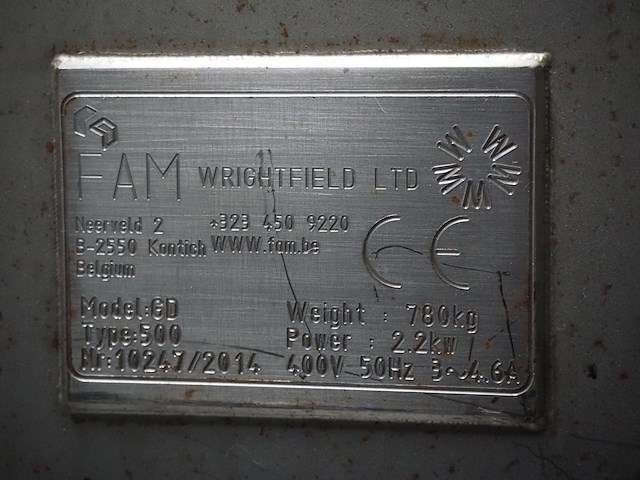 FAM WRIGHTFIELD LTD
Neerveld 2 +323 450 9220
B-2550 Kontich www.fam.be
Belgium
CE
Model:GD Weight : 780kg
Type:500 Power : 2.2kw
Nr:10247/2014 400V 50Hz 3~4.6A